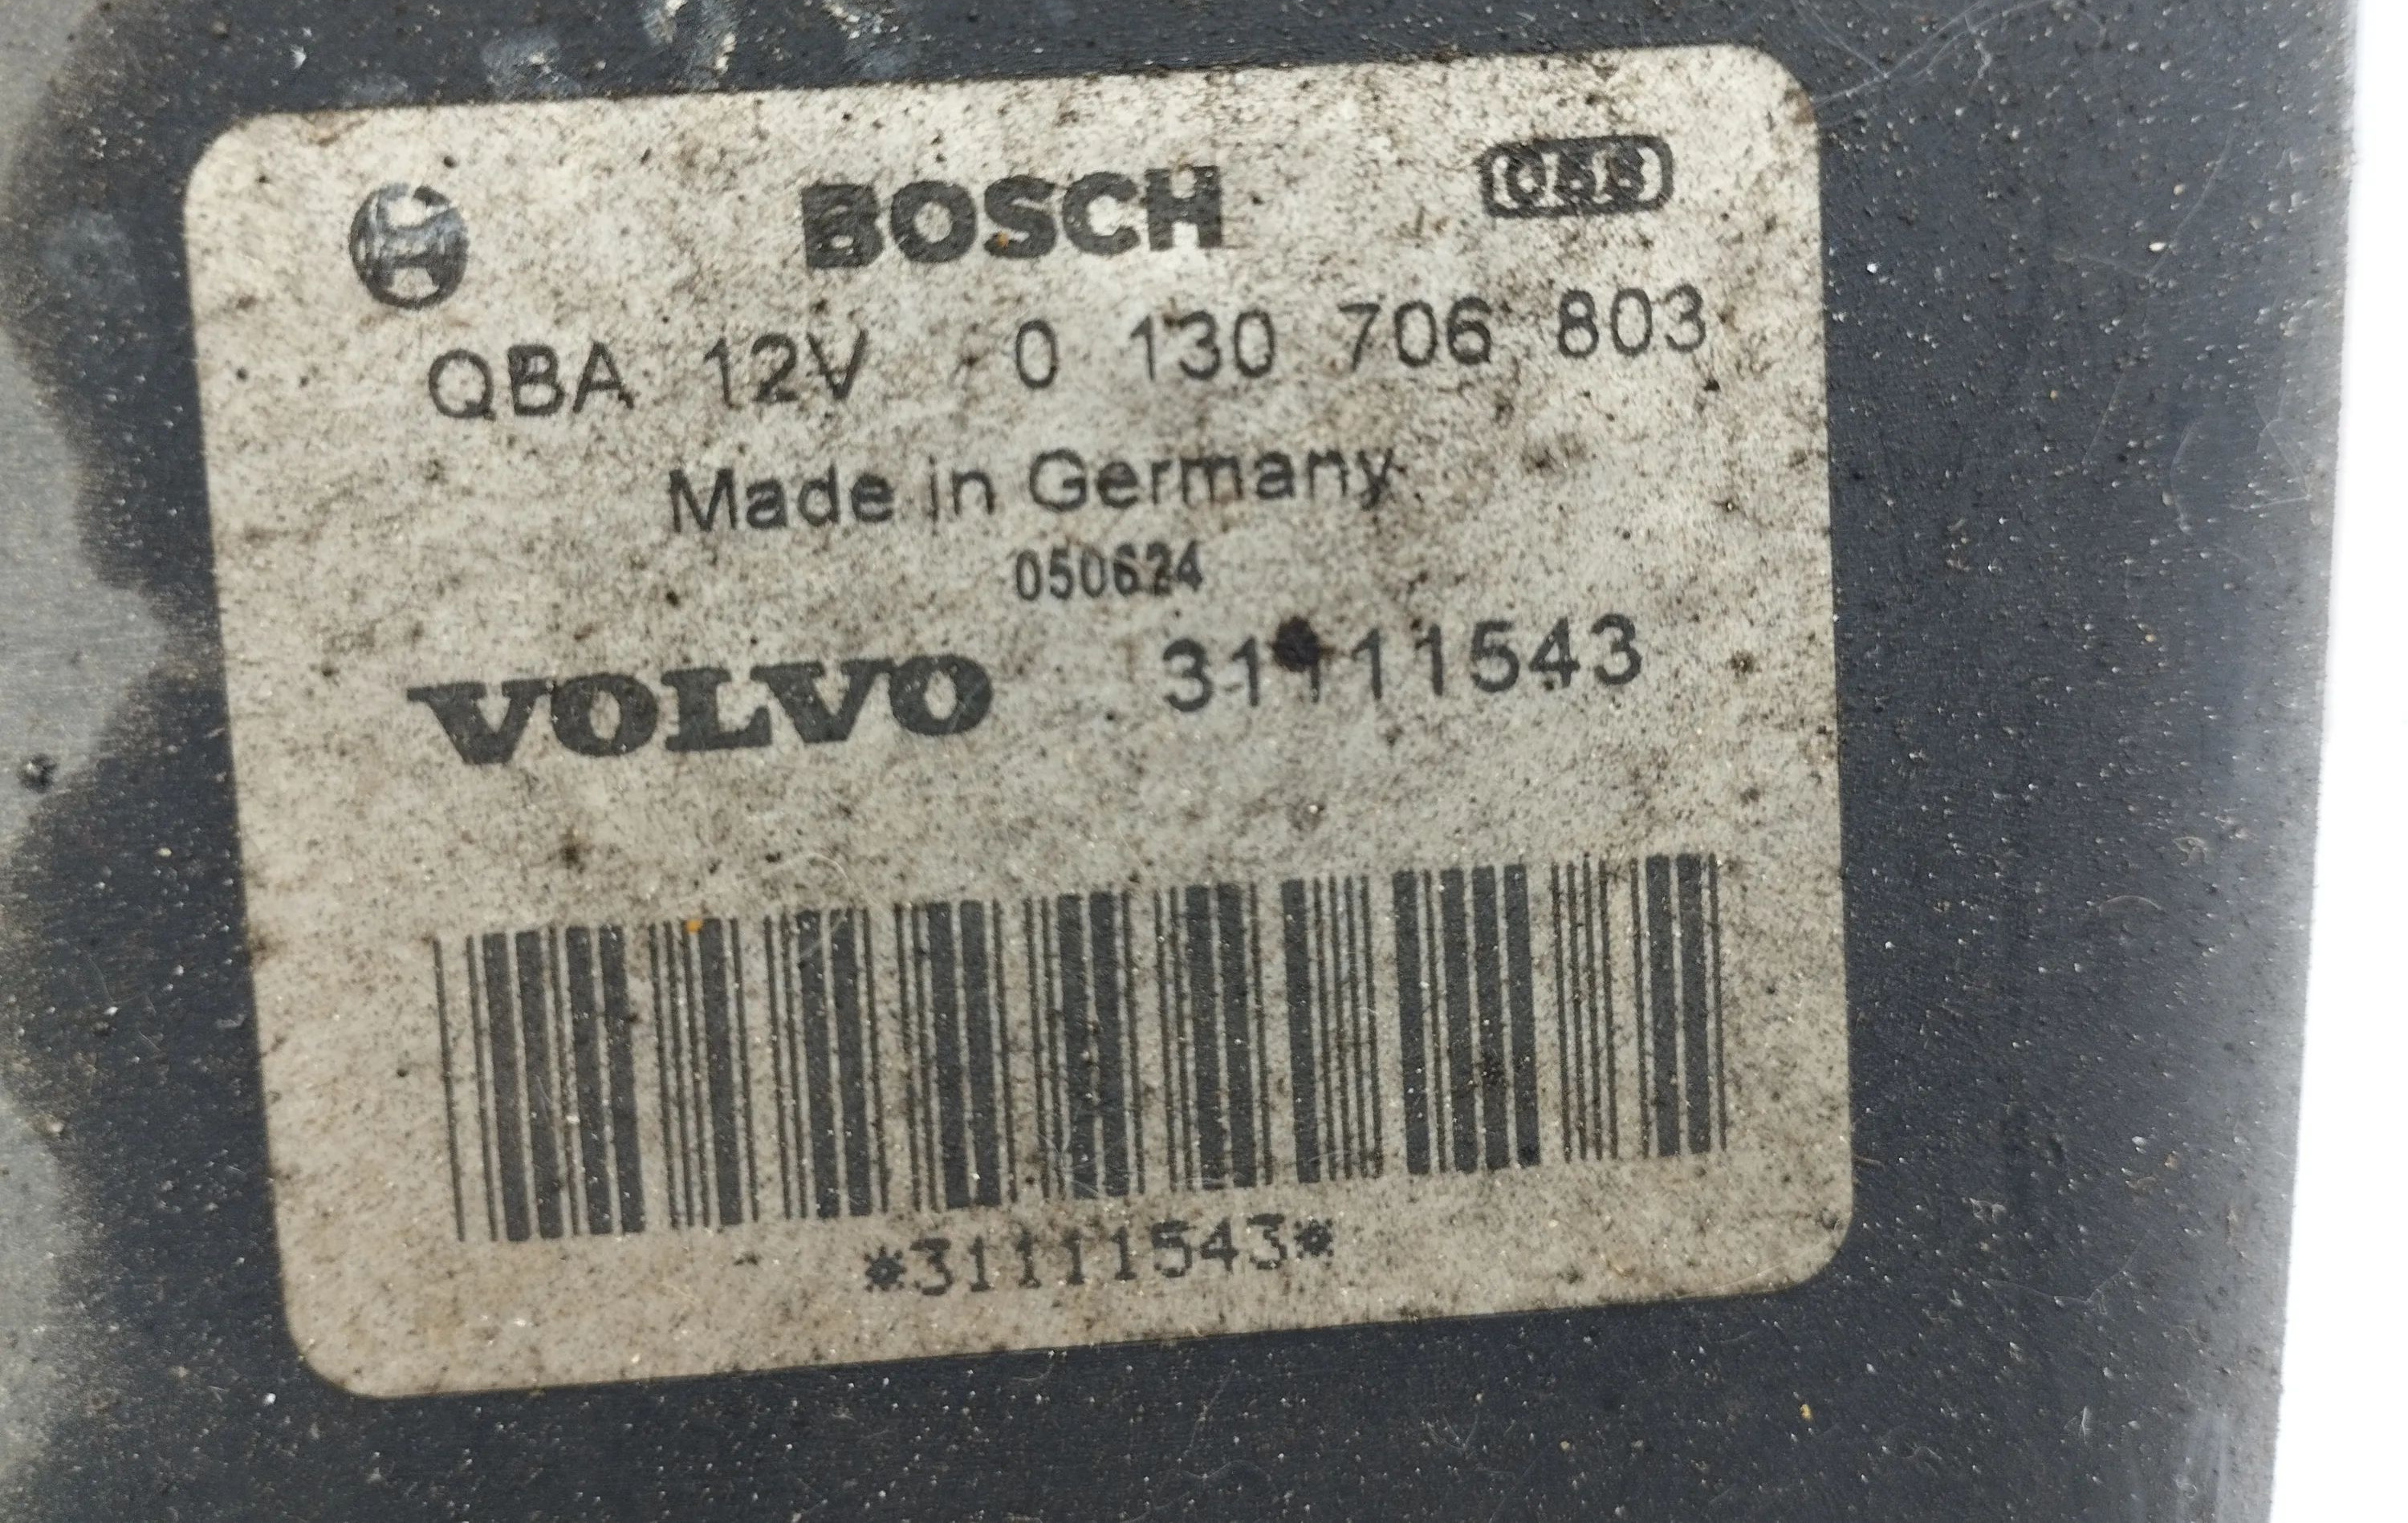 BOSCH
QBA 12V 0 130 706 803
Made in Germany
050624
VOLVO 31111543
*31111543*